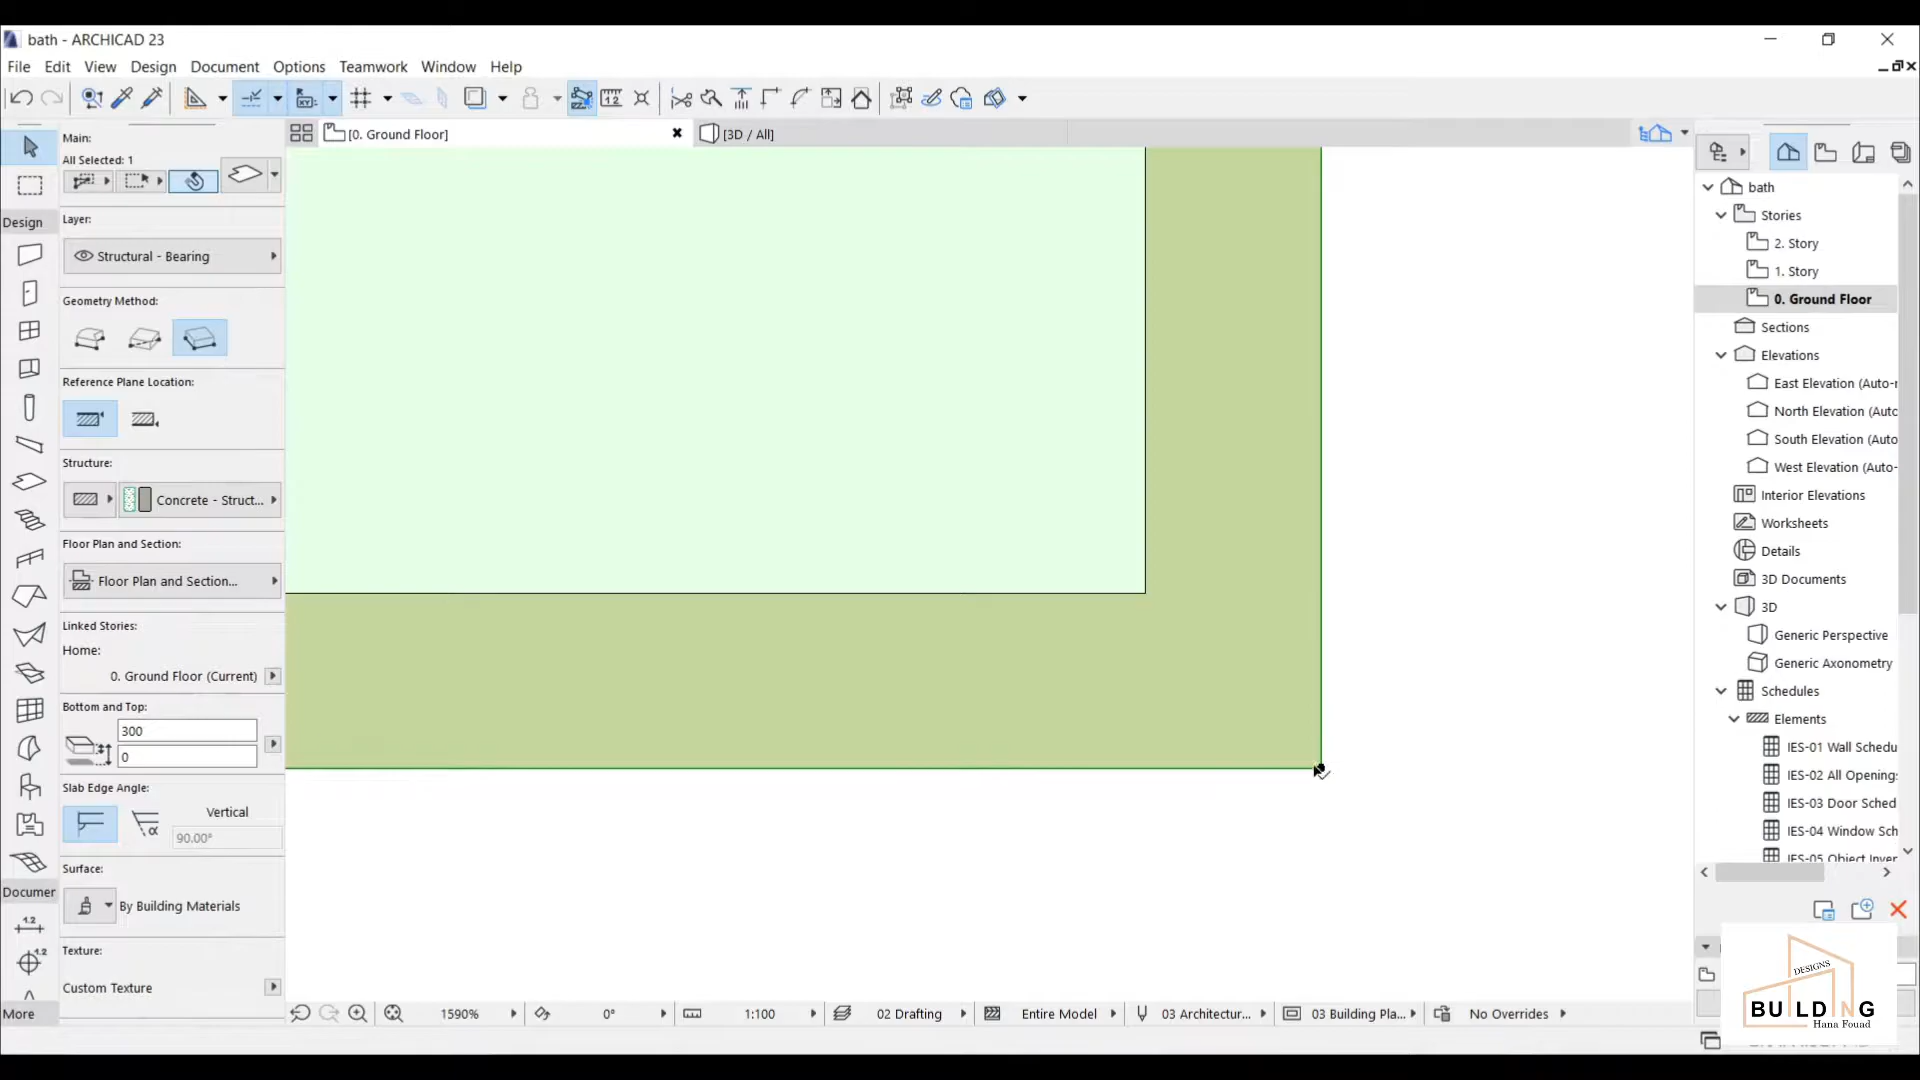 bath - ARCHICAD 23
File Edit View Design Document Options Teamwork Window Help
[0. Ground Floor]
[3D / All]
Main:
All Selected: 1
Design
Layer:
Structural - Bearing
Geometry Method:
Reference Plane Location:
Structure:
Concrete - Struct...
Floor Plan and Section:
Floor Plan and Section...
Linked Stories:
Home:
0. Ground Floor (Current)
Bottom and Top:
300
0
Slab Edge Angle:
Vertical
90.00°
Surface:
Documer
By Building Materials
Texture:
Custom Texture
More
bath
Stories
2. Story
1. Story
0. Ground Floor
Sections
Elevations
East Elevation (Auto-r
North Elevation (Autc
South Elevation (Auto
West Elevation (Auto-
Interior Elevations
Worksheets
Details
3D Documents
3D
Generic Perspective
Generic Axonometry
Schedules
Elements
IES-01 Wall Schedu
IES-02 All Opening:
IES-03 Door Sched
IES-04 Window Sch
IES-05 Object Inver
1590%
0°
1:100
02 Drafting
Entire Model
03 Architectur...
03 Building Pla...
No Overrides
DESIGNS
BUILDING
Hana Fouad